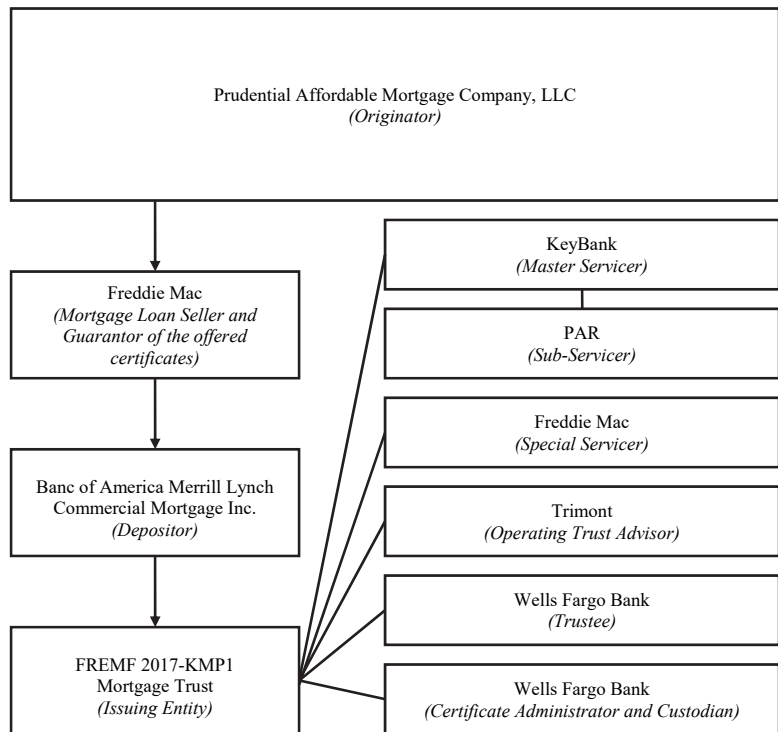 Prudential Affordable Mortgage Company, LLC
(Originator)
Freddie Mac
(Mortgage Loan Seller and
Guarantor of the offered
certificates)
Banc of America Merrill Lynch
Commercial Mortgage Inc.
(Depositor)
FREMF 2017-KMP1
Mortgage Trust
(Issuing Entity)
KeyBank
(Master Servicer)
PAR
(Sub-Servicer)
Freddie Mac
(Special Servicer)
Trimont
(Operating Trust Advisor)
Wells Fargo Bank
(Trustee)
Wells Fargo Bank
(Certificate Administrator and Custodian)